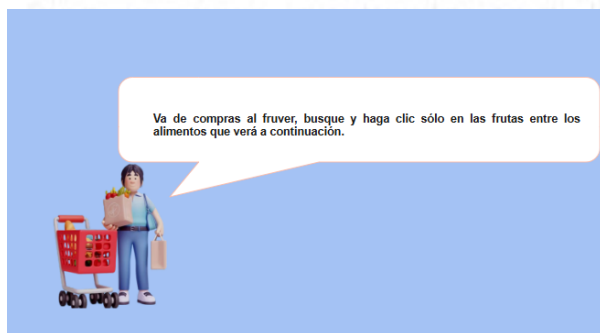 Va de compras al fruver, busque y haga clic sólo en las frutas entre los
alimentos que verá a continuación.